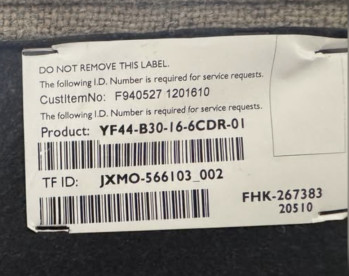 DO NOT REMOVE THIS LABEL.
The following I.D. Number is required for service requests.
CustItemNo: F940527 1201610
The following I.D. Number is required for service requests.
Product: YF44-B30-16-6CDR-01
TF ID: JXMO-566103_002
FHK-267383
20510